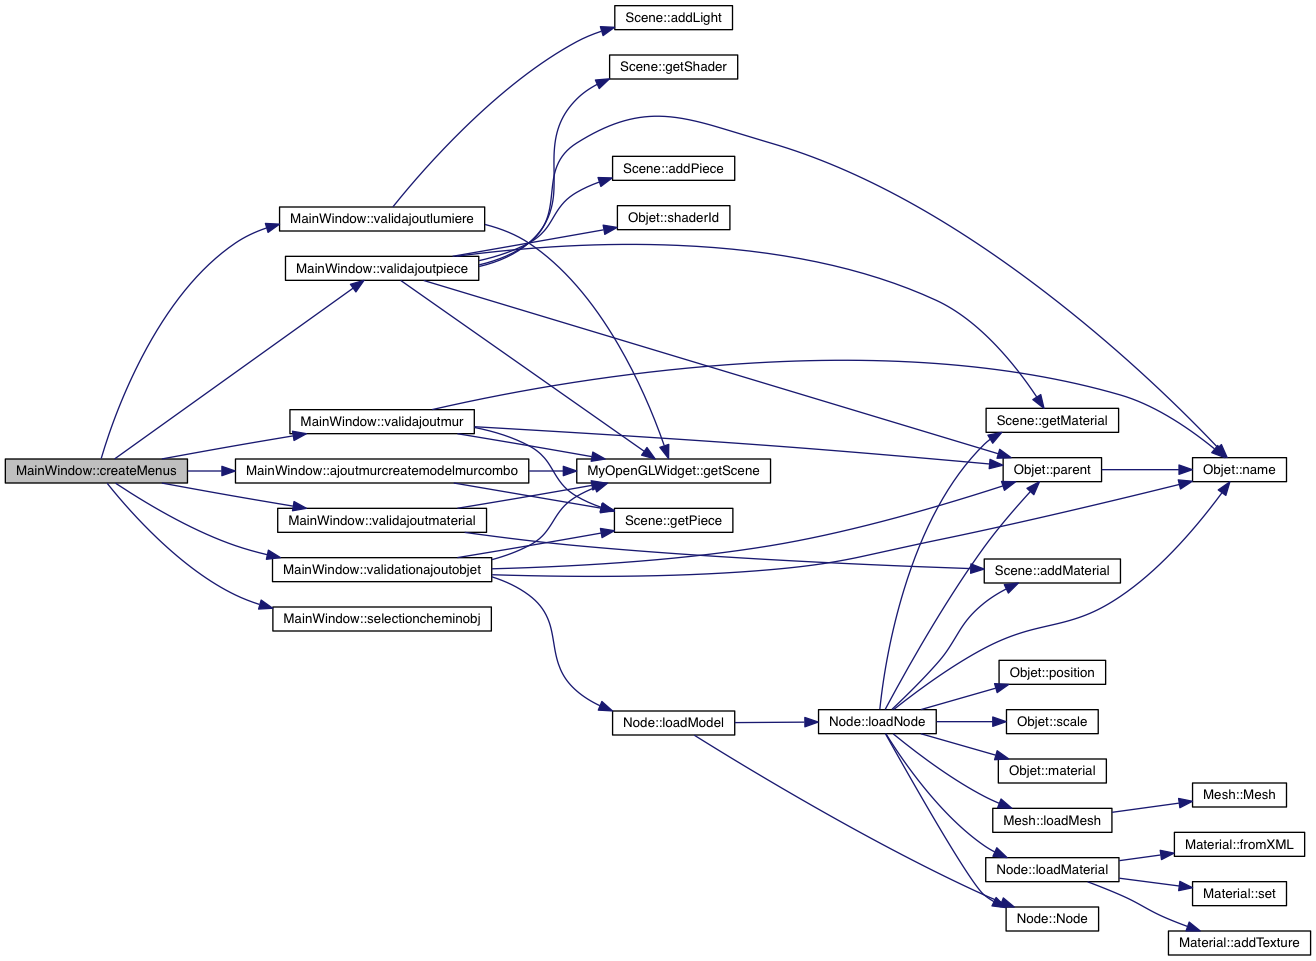 Scene::addLight
Scene::getShader
Scene::addPiece
MainWindow::validajoutlumiere
Objet::shaderId
MainWindow::validajoutpiece
MainWindow::validajoutmur
Scene::getMaterial
MainWindow::createMenus
MainWindow::ajoutmurcreatemodelmurcombo
MyOpenGLWidget::getScene
Objet::parent
Objet::name
MainWindow::validajoutmaterial
Scene::getPiece
MainWindow::validationajoutobjet
Scene::addMaterial
MainWindow::selectioncheminobj
Objet::position
Node::loadModel
Node::loadNode
Objet::scale
Objet::material
Mesh::Mesh
Mesh::loadMesh
Material::fromXML
Node::loadMaterial
Material::set
Node::Node
Material::addTexture